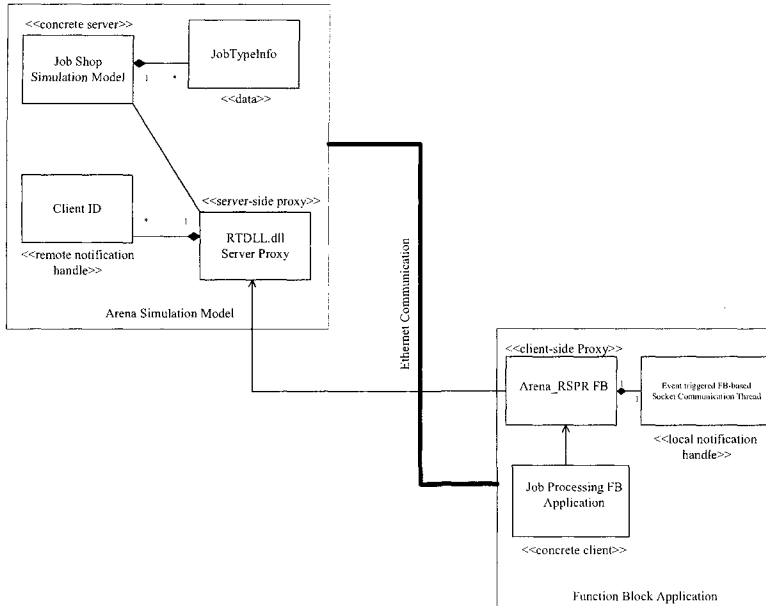 <<concrete server>>
Job Shop
Simulation Model
1
*
JobTypeInfo
<<data>>
Client ID
*
1
<<remote notification
handle>>
<<server-side proxy>>
RTDLL.dll
Server Proxy
Arena Simulation Model
Ethernet Communication
<<client-side Proxy>>
Arena_RSPR FB
1
1
Event triggered FB-based
Socket Communication Thread
<<local notification
handle>>
Job Processing FB
Application
<<concrete client>>
Function Block Application